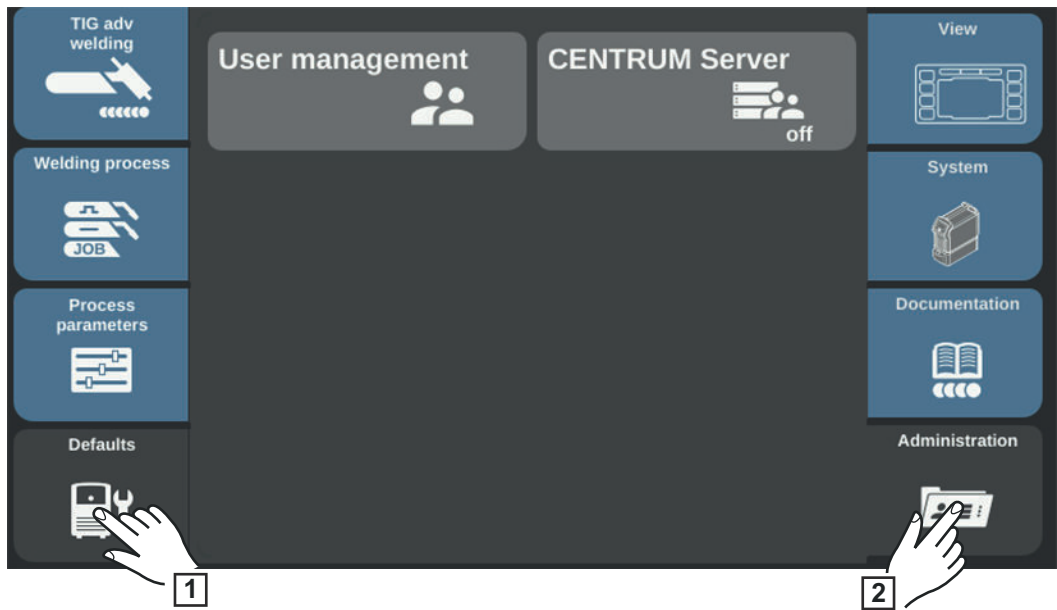 TIG adv
welding
Welding process
JOB
Process
parameters
Defaults
User management
CENTRUM Server
off
View
System
Documentation
Administration
1
2